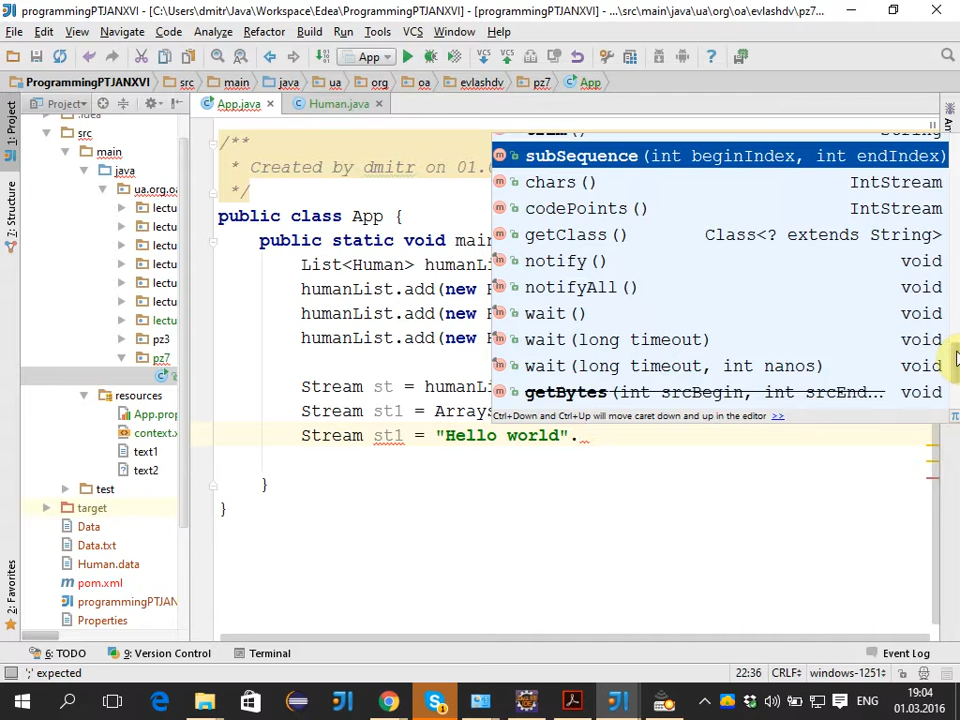 ProgrammingPTJANXVI - [C:\Users\dmitr\Java\Workspace\Edea\ProgrammingPTJANXVI] - [programmingPTJANXVI] - ...\src\main\java\ua\org\oa\evlashdv\pz7...
File Edit View Navigate Code Analyze Refactor Build Run Tools VCS Window Help
App
ProgrammingPTJANXVI src main java ua org oa evlashdv pz7 App
Project App.java Human.java
.idea
src
main
java
ua.org.oa
lectu
lectu
lectu
lectu
lectu
lectu
lectu
pz3
pz7
resources
App.prop
context.x
text1
text2
test
target
Data
Data.txt
Human.data
pom.xml
programmingPTJAN
Properties
1: Project
7: Structure
2: Favorites
An
/**
* Created by dmitr on 01.
*/
public class App {
public static void main
List<Human> humanLi
humanList.add(new
humanList.add(new
humanList.add(new
Stream st = humanL
Stream st1 = Arrays
Stream st1 = "Hello world".
}
}
String
subSequence(int beginIndex, int endIndex)
chars() IntStream
codePoints() IntStream
getClass() Class<? extends String>
notify() void
notifyAll() void
wait() void
wait(long timeout) void
wait(long timeout, int nanos) void
getBytes(int srcBegin, int srcEnd... void
Ctrl+Down and Ctrl+Up will move caret down and up in the editor >>
6: TODO 9: Version Control Terminal Event Log
';' expected 22:36 CRLF windows-1251
ENG 19:04
01.03.2016